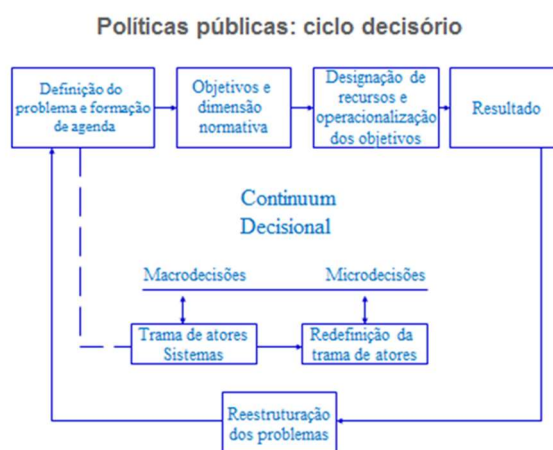 Políticas públicas: ciclo decisório
Definição do
problema e formação
de agenda
Objetivos e
dimensão
normativa
Designação de
recursos e
operacionalização
dos objetivos
Resultado
Continuum
Decisional
Macrodecisões
Microdecisões
Trama de atores
Sistemas
Redefinição da
trama de atores
Reestruturação
dos problemas